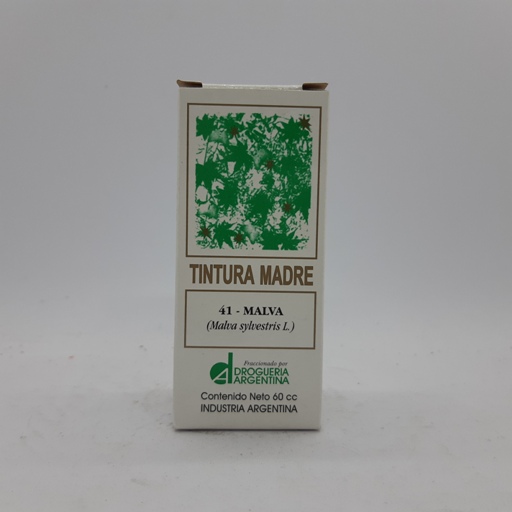 TINTURA MADRE
41 - MALVA
(Malva sylvestris L.)
Fraccionado por
DROGUERIA
ARGENTINA
Contenido Neto 60 cc
INDUSTRIA ARGENTINA